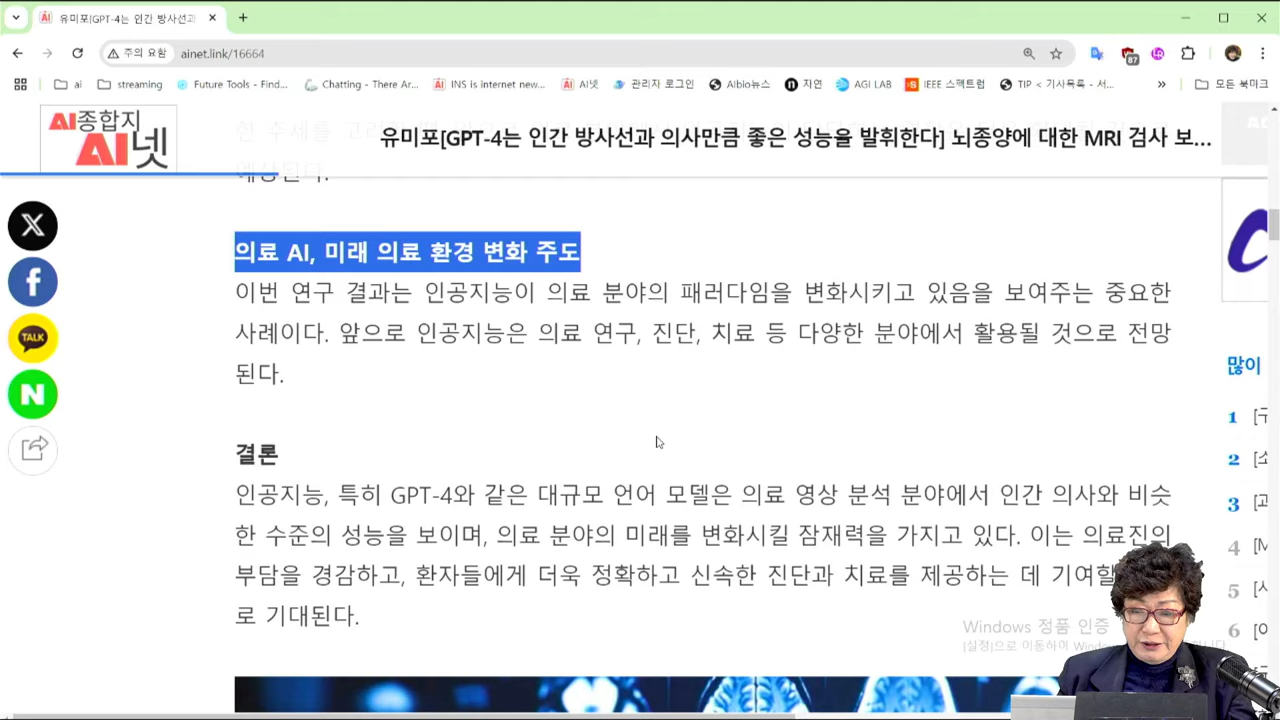 유미포[GPT-4는 인간 방사선과
주의 요함
ainet.link/16664
87
ai
streaming
Future Tools - Find...
Chatting - There Ar...
INS is internet new...
AI넷
관리자 로그인
Aibio뉴스
자연
AGI LAB
IEEE 스펙트럼
TIP < 기사목록 - 서...
»
모든 북마크
AI종합지
AI넷
유미포[GPT-4는 인간 방사선과 의사만큼 좋은 성능을 발휘한다] 뇌종양에 대한 MRI 검사 보...
예상된다.
의료 AI, 미래 의료 환경 변화 주도
이번 연구 결과는 인공지능이 의료 분야의 패러다임을 변화시키고 있음을 보여주는 중요한
사례이다. 앞으로 인공지능은 의료 연구, 진단, 치료 등 다양한 분야에서 활용될 것으로 전망
된다.
TALK
N
많이
1
2
3
4
5
6
결론
인공지능, 특히 GPT-4와 같은 대규모 언어 모델은 의료 영상 분석 분야에서 인간 의사와 비슷
한 수준의 성능을 보이며, 의료 분야의 미래를 변화시킬 잠재력을 가지고 있다. 이는 의료진의
부담을 경감하고, 환자들에게 더욱 정확하고 신속한 진단과 치료를 제공하는 데 기여할
로 기대된다.
Windows 정품 인증
[설정]으로 이동하여